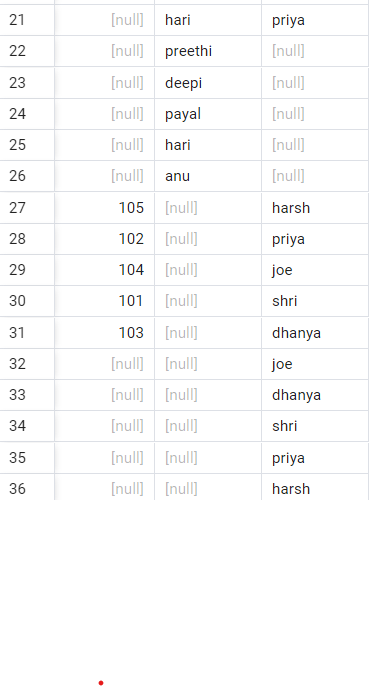 21 [null] hari priya
22 [null] preethi [null]
23 [null] deepi [null]
24 [null] payal [null]
25 [null] hari [null]
26 [null] anu [null]
27 105 [null] harsh
28 102 [null] priya
29 104 [null] joe
30 101 [null] shri
31 103 [null] dhanya
32 [null] [null] joe
33 [null] [null] dhanya
34 [null] [null] shri
35 [null] [null] priya
36 [null] [null] harsh